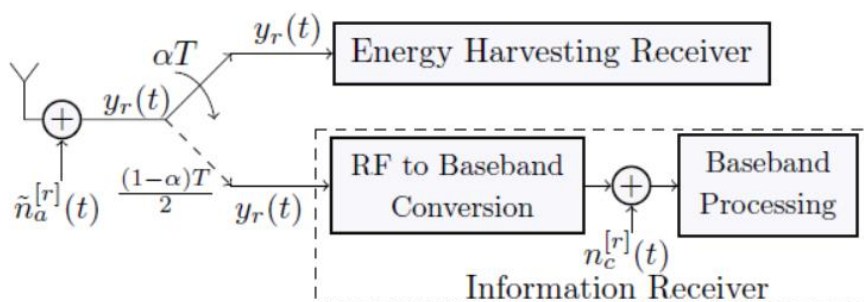 y_r(t)
Energy Harvesting Receiver
αT
y_r(t)
+
ñ_a^{[r]}(t)
(1−α)T
2
y_r(t)
RF to Baseband
Conversion
+
n_c^{[r]}(t)
Baseband
Processing
Information Receiver